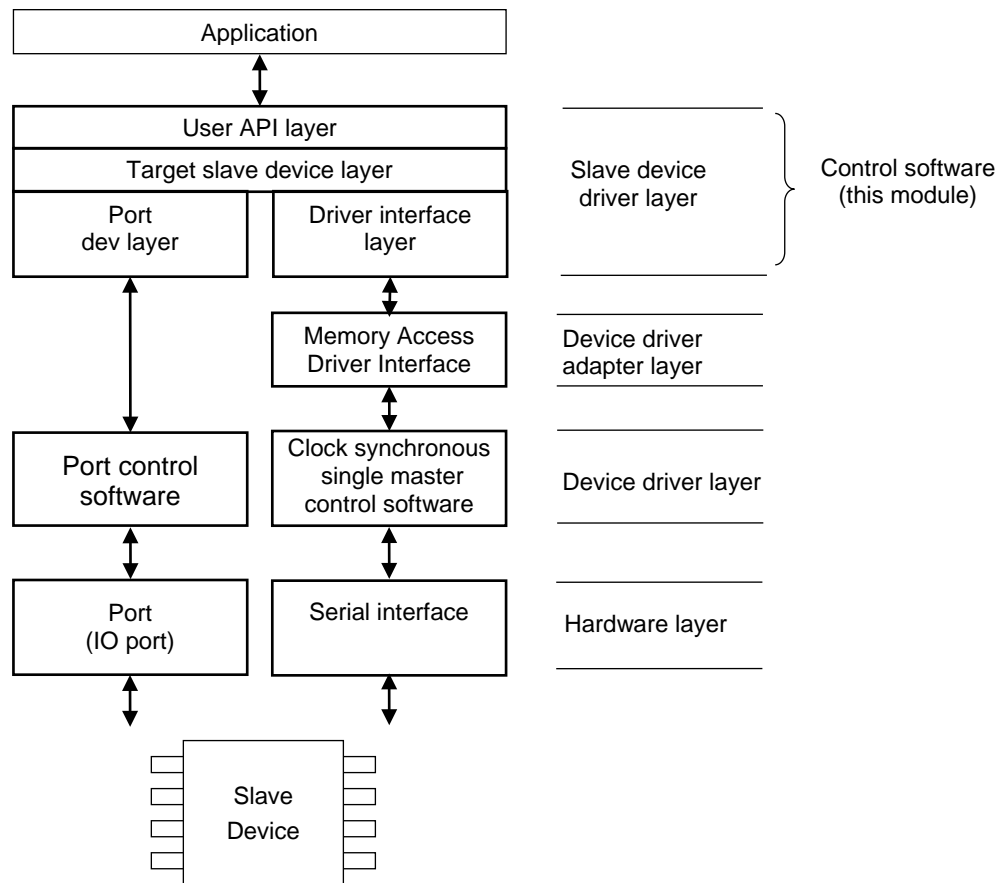 Application
User API layer
Target slave device layer
Port
dev layer
Driver interface
layer
Slave device
driver layer
Control software
(this module)
Memory Access
Driver Interface
Device driver
adapter layer
Port control
software
Clock synchronous
single master
control software
Device driver layer
Port
(IO port)
Serial interface
Hardware layer
Slave
Device